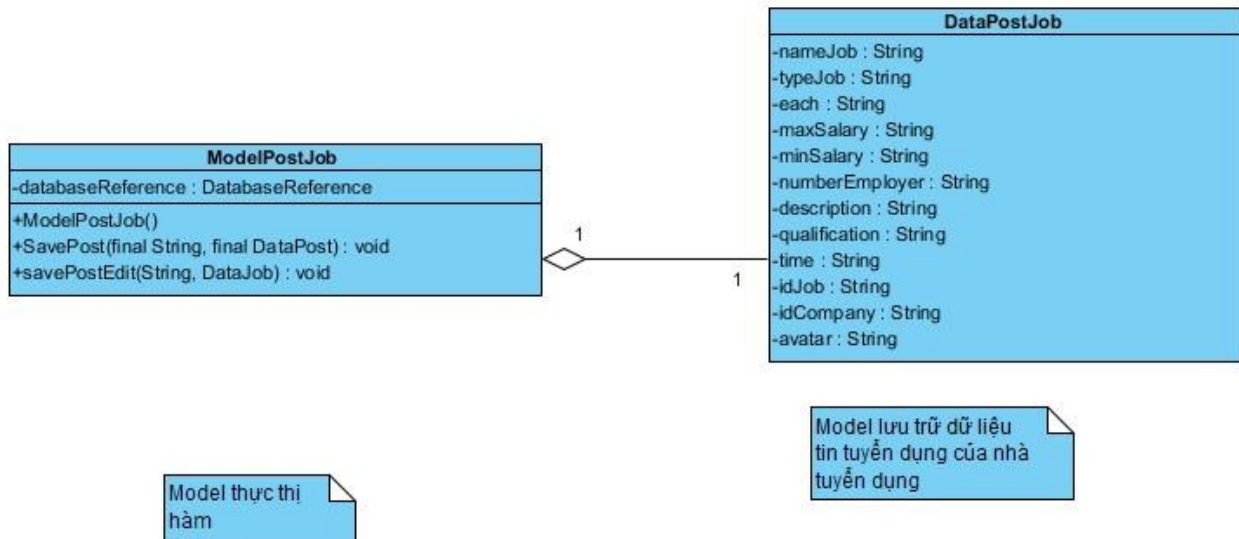 ModelPostJob
-databaseReference : DatabaseReference
+ModelPostJob()
+SavePost(final String, final DataPost) : void
+savePostEdit(String, DataJob) : void
1
1
DataPostJob
-nameJob : String
-typeJob : String
-each : String
-maxSalary : String
-minSalary : String
-numberEmployer : String
-description : String
-qualification : String
-time : String
-idJob : String
-idCompany : String
-avatar : String
Model thực thị
hàm
Model lưu trữ dữ liệu
tin tuyển dụng của nhà
tuyển dụng